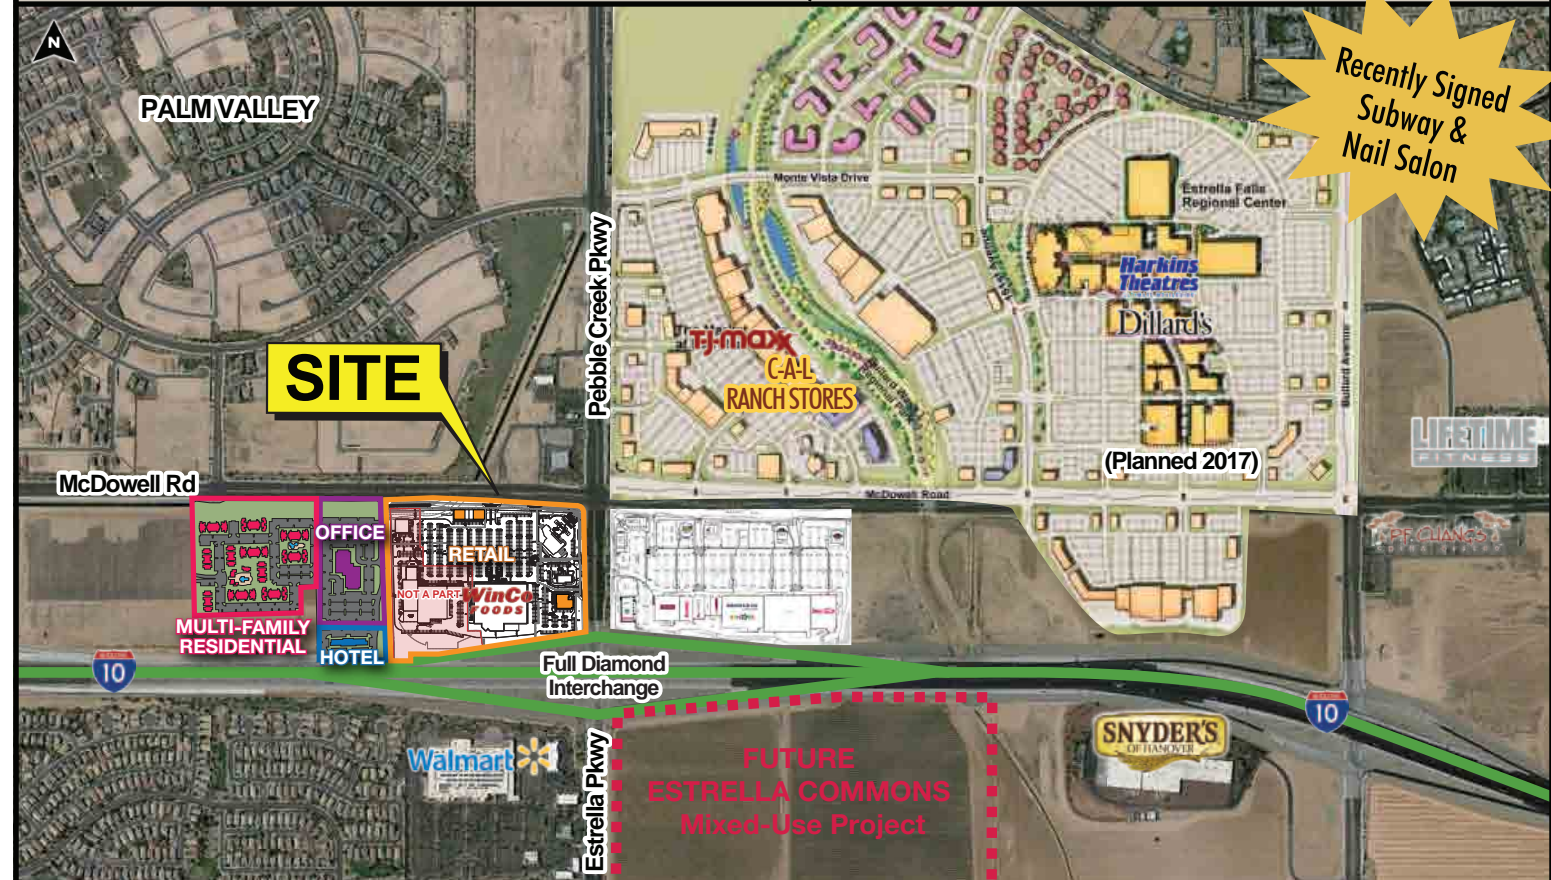 N
PALM VALLEY
Recently Signed
Subway &
Nail Salon
Monte Vista Drive
Estrella Falls
Regional Center
Pebble Creek Pkwy
Harkins
Theatres
Dillard's
T.J.maxx
C-A-L
RANCH STORES
Bullard Avenue
SITE
LIFETIME
FITNESS
(Planned 2017)
McDowell Rd
McDowell Road
OFFICE
RETAIL
P.F. CHANG'S
NOT A PART
WinCo
FOODS
MULTI-FAMILY
RESIDENTIAL
HOTEL
10
Full Diamond
Interchange
10
SNYDER'S
OF HANOVER
Walmart
Estrella Pkwy
FUTURE
ESTRELLA COMMONS
Mixed-Use Project